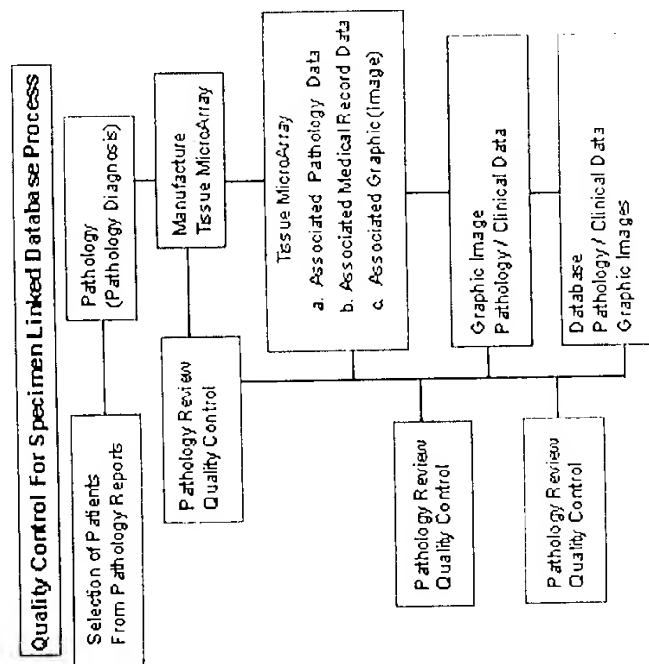 Quality Control For Specimen Linked Database Process
Selection of Patients
From Pathology Reports
Pathology
(Pathology Diagnosis)
Pathology Review
Quality Control
Manufacture
Tissue MicroArray
Tissue MicroArray
a. Associated Pathology Data
b. Associated Medical Record Data
c. Associated Graphic (Image)
Pathology Review
Quality Control
Graphic Image
Pathology / Clinical Data
Pathology Review
Quality Control
Database
Pathology / Clinical Data
Graphic Images